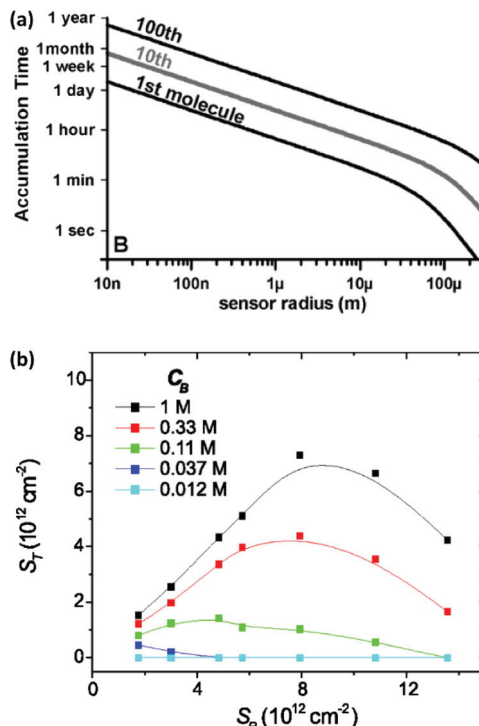 (a)
1 year
1month
1 week
1 day
1 hour
1 min
1 sec
Accumulation Time
100th
10th
1st molecule
B
10n 100n 1µ 10µ 100µ
sensor radius (m)
(b)
C_B
1 M
0.33 M
0.11 M
0.037 M
0.012 M
10
8
6
4
2
0
S_T (10^12 cm^-2)
0 4 8 12
(10^12 cm^-2)